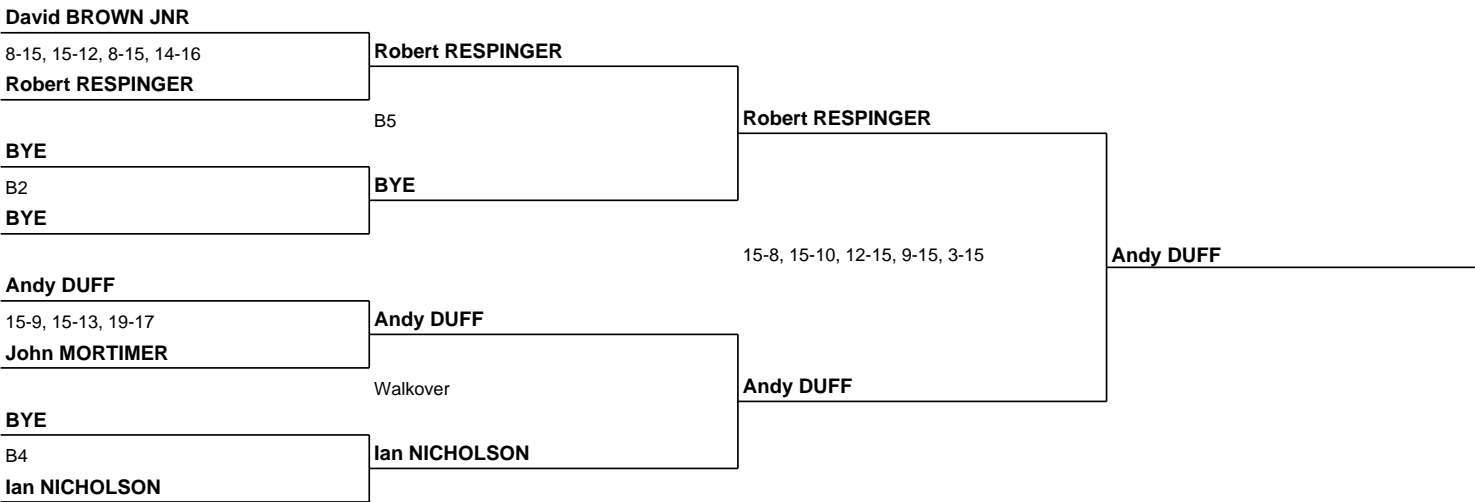 David BROWN JNR
8-15, 15-12, 8-15, 14-16
Robert RESPINGER
Robert RESPINGER
B5
Robert RESPINGER
BYE
B2
BYE
BYE
15-8, 15-10, 12-15, 9-15, 3-15
Andy DUFF
Andy DUFF
15-9, 15-13, 19-17
John MORTIMER
Andy DUFF
Walkover
Andy DUFF
BYE
B4
Ian NICHOLSON
Ian NICHOLSON